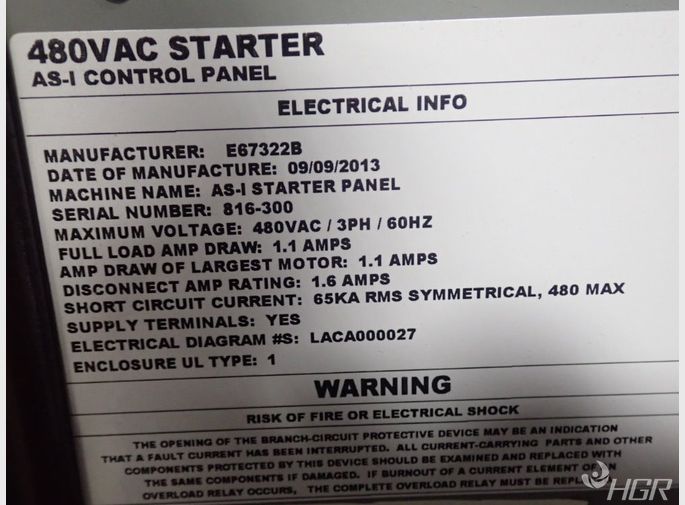 480VAC STARTER
AS-I CONTROL PANEL
ELECTRICAL INFO
MANUFACTURER: E67322B
DATE OF MANUFACTURE: 09/09/2013
MACHINE NAME: AS-I STARTER PANEL
SERIAL NUMBER: 816-300
MAXIMUM VOLTAGE: 480VAC / 3PH / 60HZ
FULL LOAD AMP DRAW: 1.1 AMPS
AMP DRAW OF LARGEST MOTOR: 1.1 AMPS
DISCONNECT AMP RATING: 1.6 AMPS
SHORT CIRCUIT CURRENT: 65KA RMS SYMMETRICAL, 480 MAX
SUPPLY TERMINALS: YES
ELECTRICAL DIAGRAM #S: LACA000027
ENCLOSURE UL TYPE: 1
WARNING
RISK OF FIRE OR ELECTRICAL SHOCK
THE OPENING OF THE BRANCH-CIRCUIT PROTECTIVE DEVICE MAY BE AN INDICATION
THAT A FAULT CURRENT HAS BEEN INTERRUPTED. ALL CURRENT-CARRYING PARTS AND OTHER
COMPONENTS PROTECTED BY THIS DEVICE SHOULD BE EXAMINED AND REPLACED WITH
THE SAME COMPONENTS IF DAMAGED. IF BURNOUT OF A CURRENT ELEMENT OF AN
OVERLOAD RELAY OCCURS, THE COMPLETE OVERLOAD RELAY MUST BE
HGR